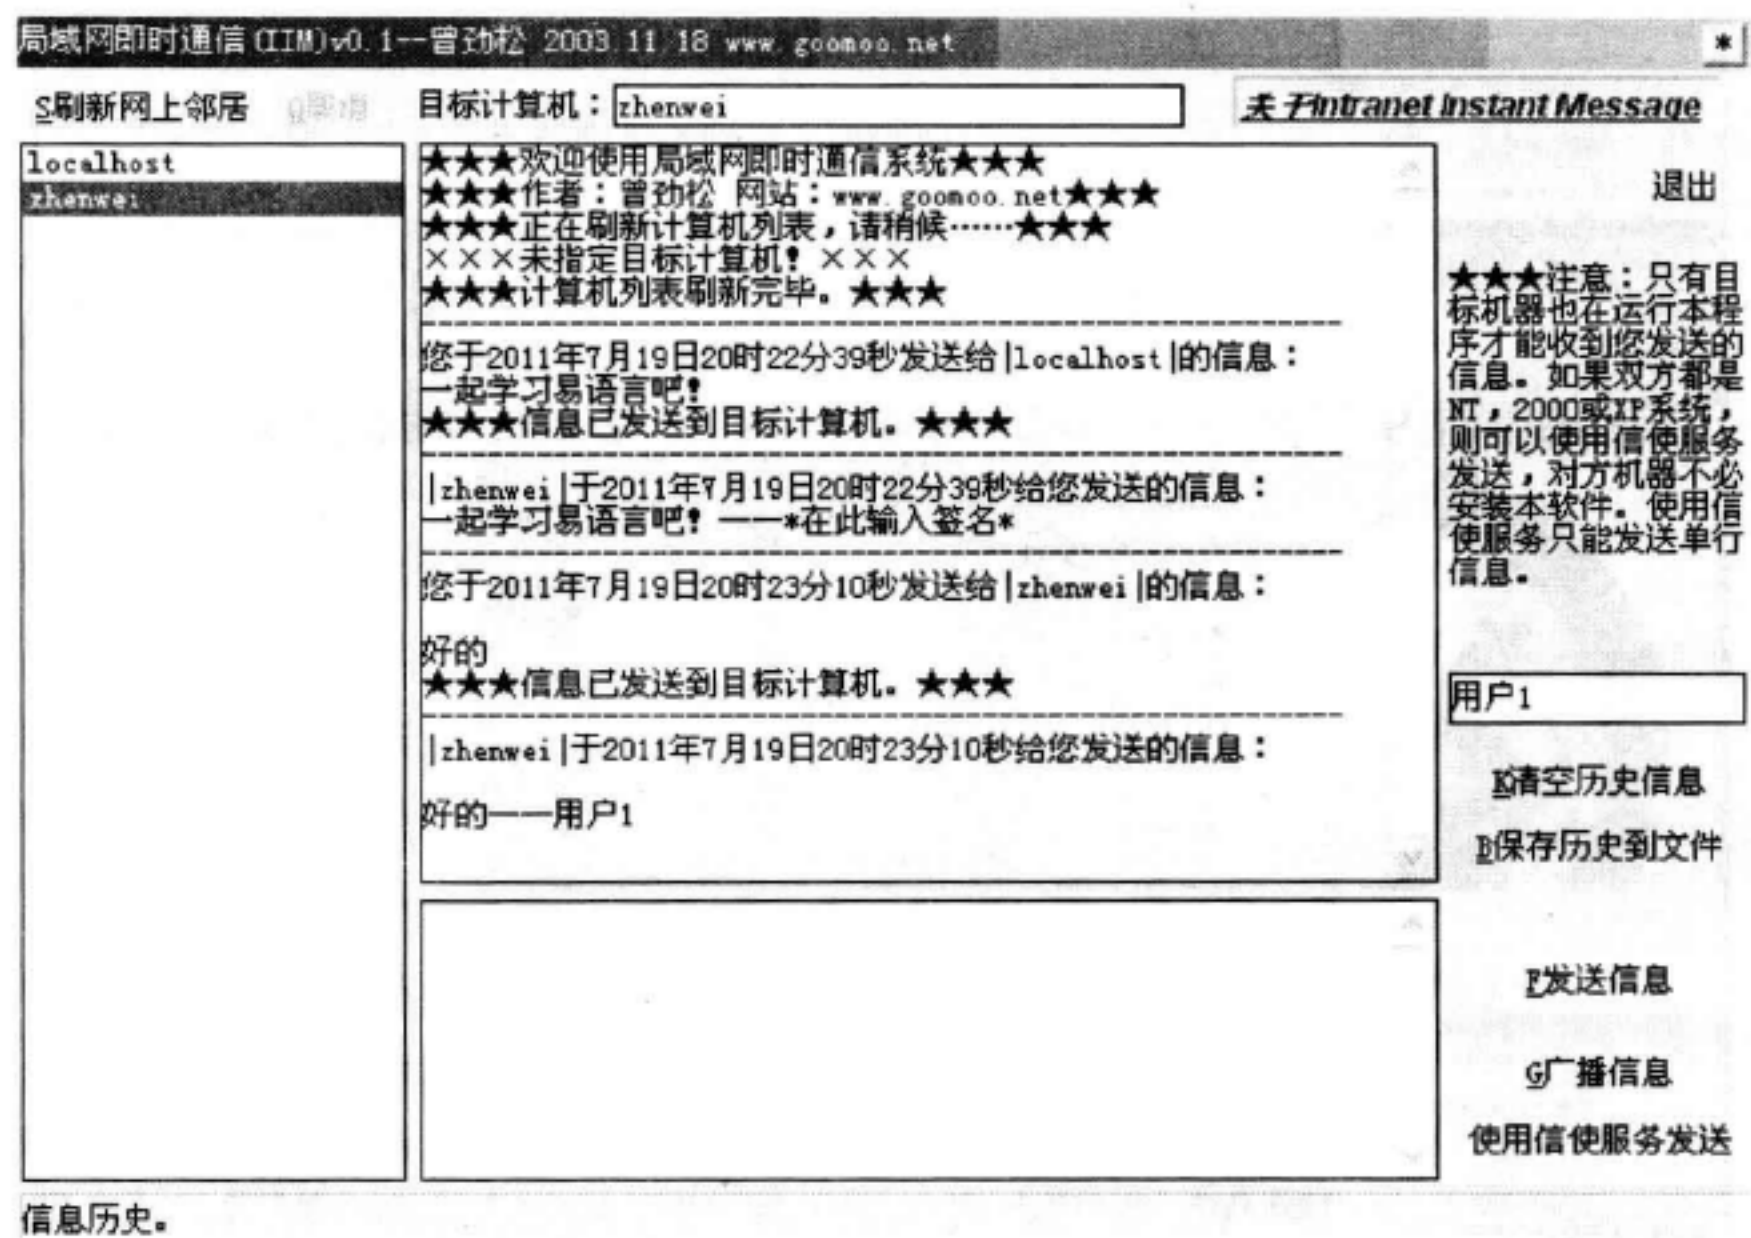 局域网即时通信(IIM)v0.1--曾劲松 2003.11.18 www.goomoo.net
S刷新网上邻居
目标计算机：zhenwei
关于Intranet Instant Message
localhost
zhenwei
★★★欢迎使用局域网即时通信系统★★★
★★★作者：曾劲松 网站：www.goomoo.net★★★
★★★正在刷新计算机列表，请稍候……★★★
×××未指定目标计算机！×××
★★★计算机列表刷新完毕。★★★
您于2011年7月19日20时22分39秒发送给|localhost|的信息：
一起学习易语言吧！
★★★信息已发送到目标计算机。★★★
|zhenwei|于2011年7月19日20时22分39秒给您发送的信息：
一起学习易语言吧！——*在此输入签名*
您于2011年7月19日20时23分10秒发送给|zhenwei|的信息：
好的
★★★信息已发送到目标计算机。★★★
|zhenwei|于2011年7月19日20时23分10秒给您发送的信息：
好的——用户1
退出
★★★注意：只有目
标机器也在运行本程
序才能收到您发送的
信息。如果双方都是
NT，2000或XP系统，
则可以使用信使服务
发送，对方机器不必
安装本软件。使用信
使服务只能发送单行
信息。
用户1
K清空历史信息
B保存历史到文件
F发送信息
G广播信息
使用信使服务发送
信息历史。